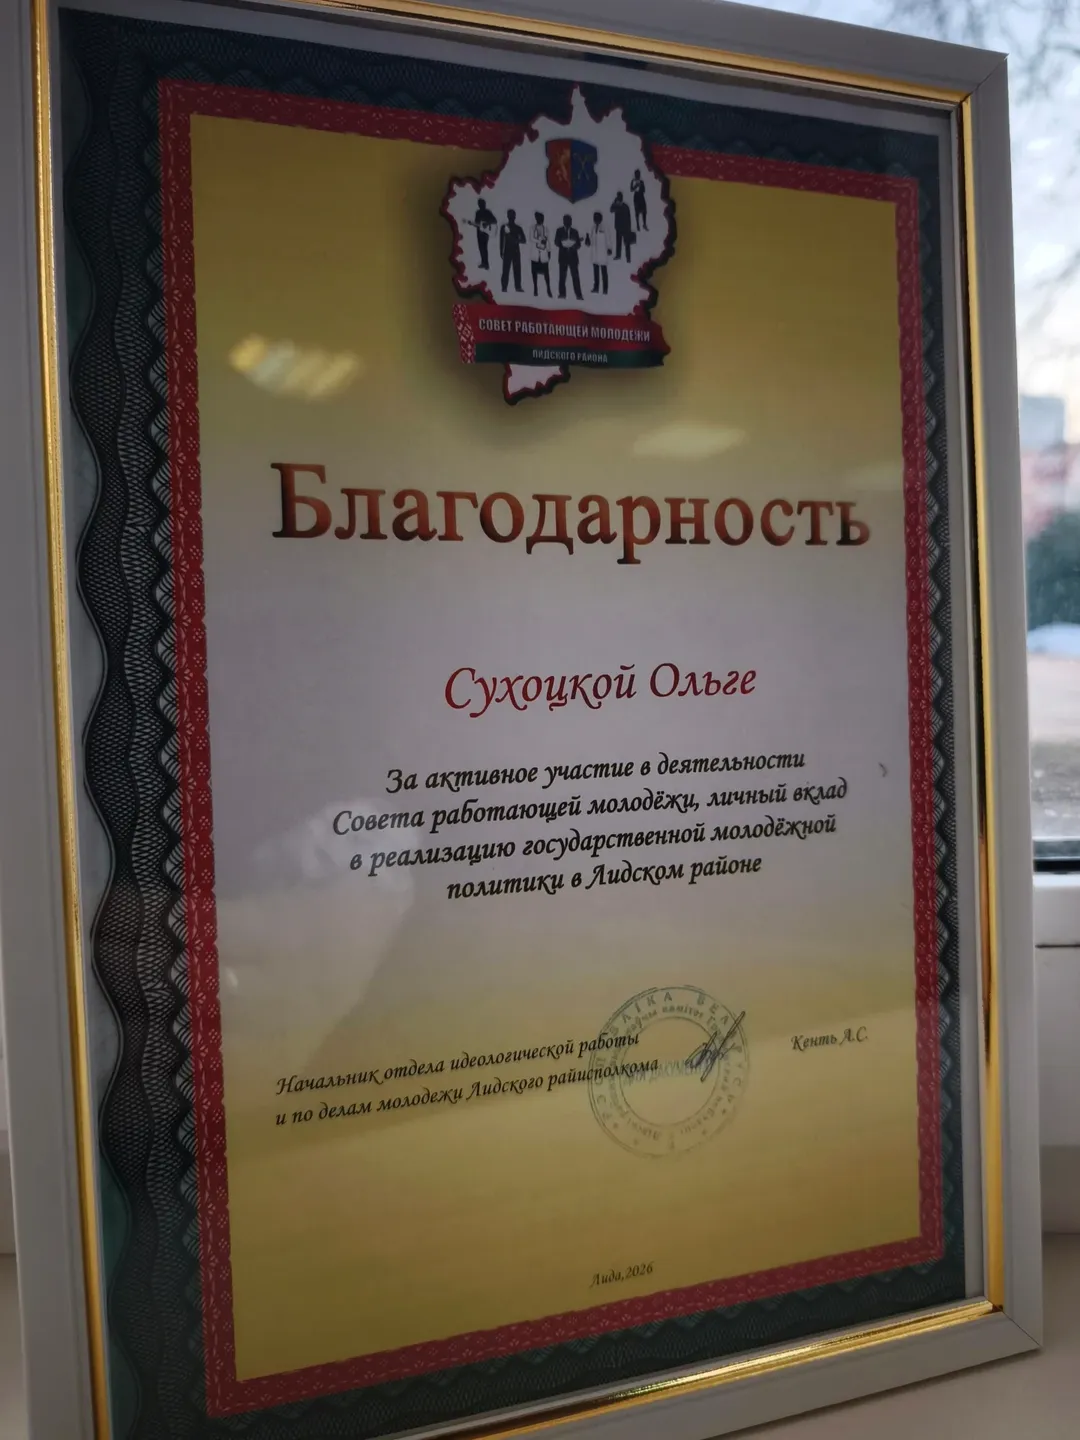 СОВЕТ РАБОТАЮЩЕЙ МОЛОДЕЖИ
ЛИДСКОГО РАЙОНА
Благодарность
Сухоцкой Ольге
За активное участие в деятельности
Совета работающей молодёжи, личный вклад
в реализацию государственной молодёжной
политики в Лидском районе
Начальник отдела идеологической работы
и по делам молодежи Лидского райисполкома
Кенть А.С.
Лида,2026